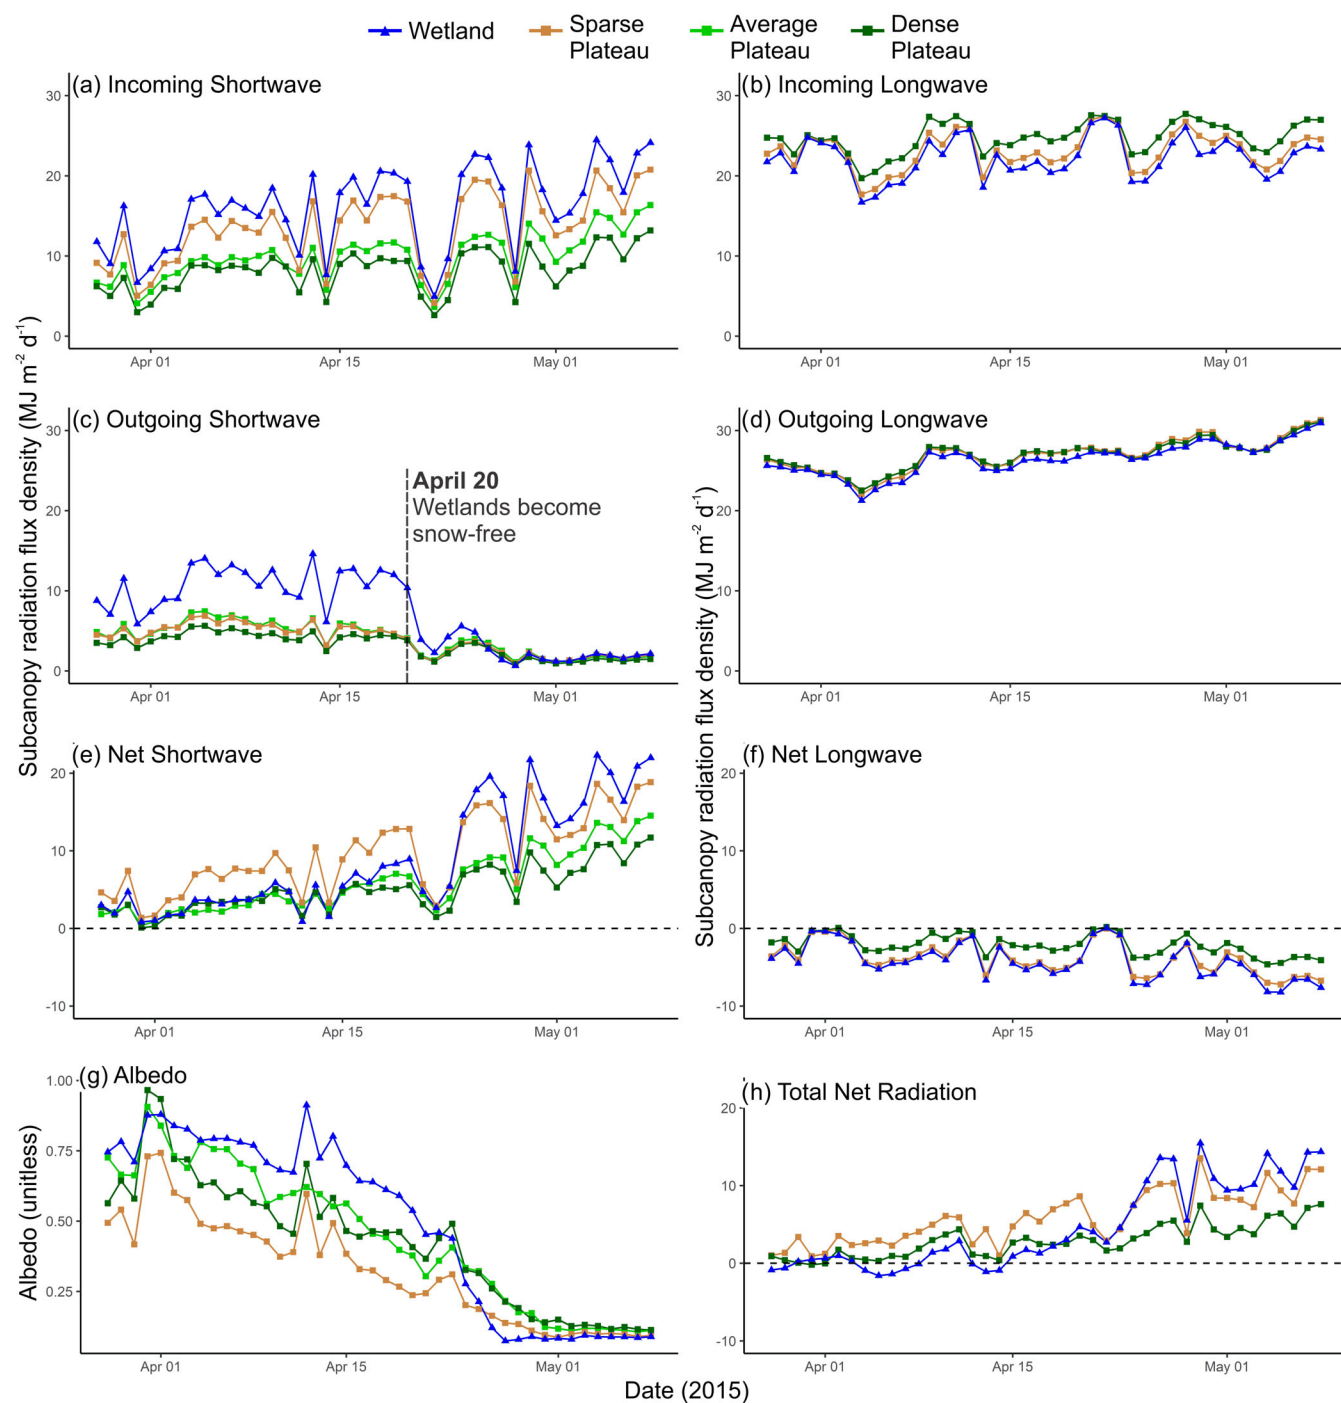 Wetland
Sparse
Plateau
Average
Plateau
Dense
Plateau
Subcanopy radiation flux density (MJ m⁻² d⁻¹)
(a) Incoming Shortwave
30
20
10
0
Apr 01
Apr 15
May 01
Subcanopy radiation flux density (MJ m⁻² d⁻¹)
(b) Incoming Longwave
30
20
10
0
Apr 01
Apr 15
May 01
(c) Outgoing Shortwave
30
20
10
0
April 20
Wetlands become
snow-free
Apr 01
Apr 15
May 01
(d) Outgoing Longwave
30
20
10
0
Apr 01
Apr 15
May 01
(e) Net Shortwave
20
10
0
-10
Apr 01
Apr 15
May 01
(f) Net Longwave
20
10
0
-10
Apr 01
Apr 15
May 01
(g) Albedo
Albedo (unitless)
1.00
0.75
0.50
0.25
Apr 01
Apr 15
May 01
(h) Total Net Radiation
20
10
0
-10
Apr 01
Apr 15
May 01
Date (2015)